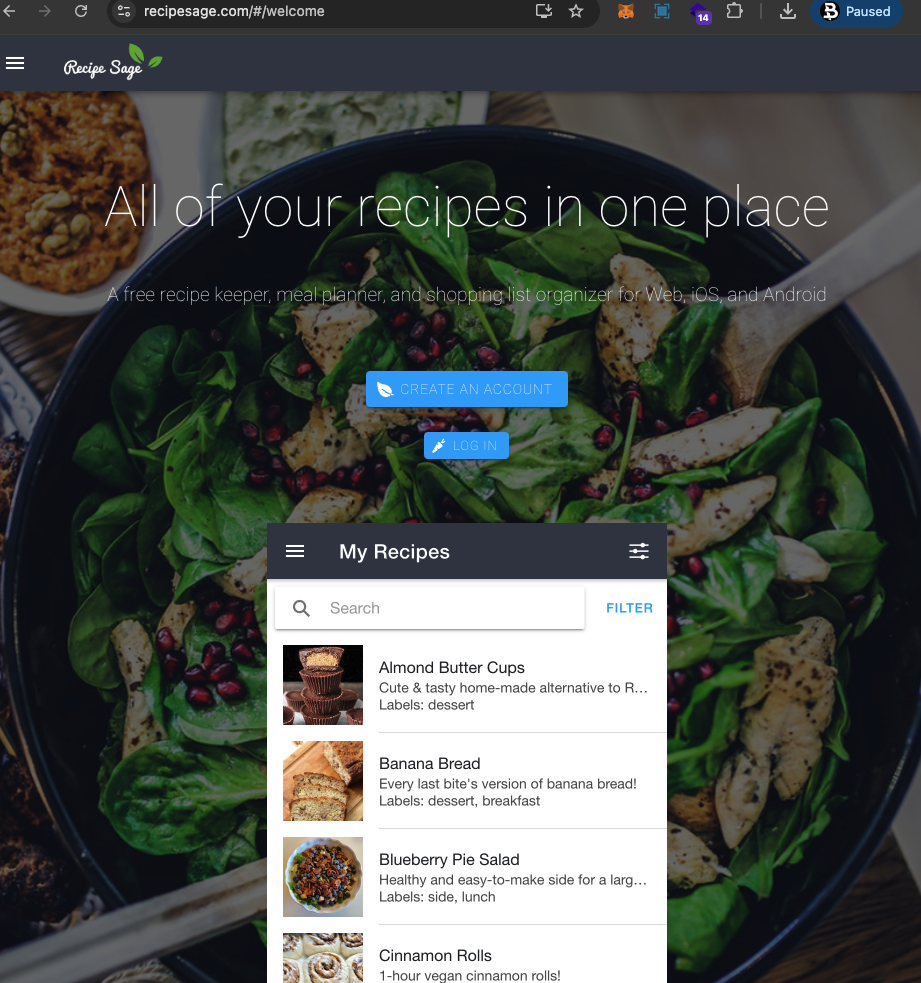 recipesage.com/#/welcome
14
Paused
Recipe Sage
All of your recipes in one place
A free recipe keeper, meal planner, and shopping list organizer for Web, iOS, and Android
CREATE AN ACCOUNT
LOG IN
My Recipes
Search
FILTER
Almond Butter Cups
Cute & tasty home-made alternative to R...
Labels: dessert
Banana Bread
Every last bite's version of banana bread!
Labels: dessert, breakfast
Blueberry Pie Salad
Healthy and easy-to-make side for a larg...
Labels: side, lunch
Cinnamon Rolls
1-hour vegan cinnamon rolls!